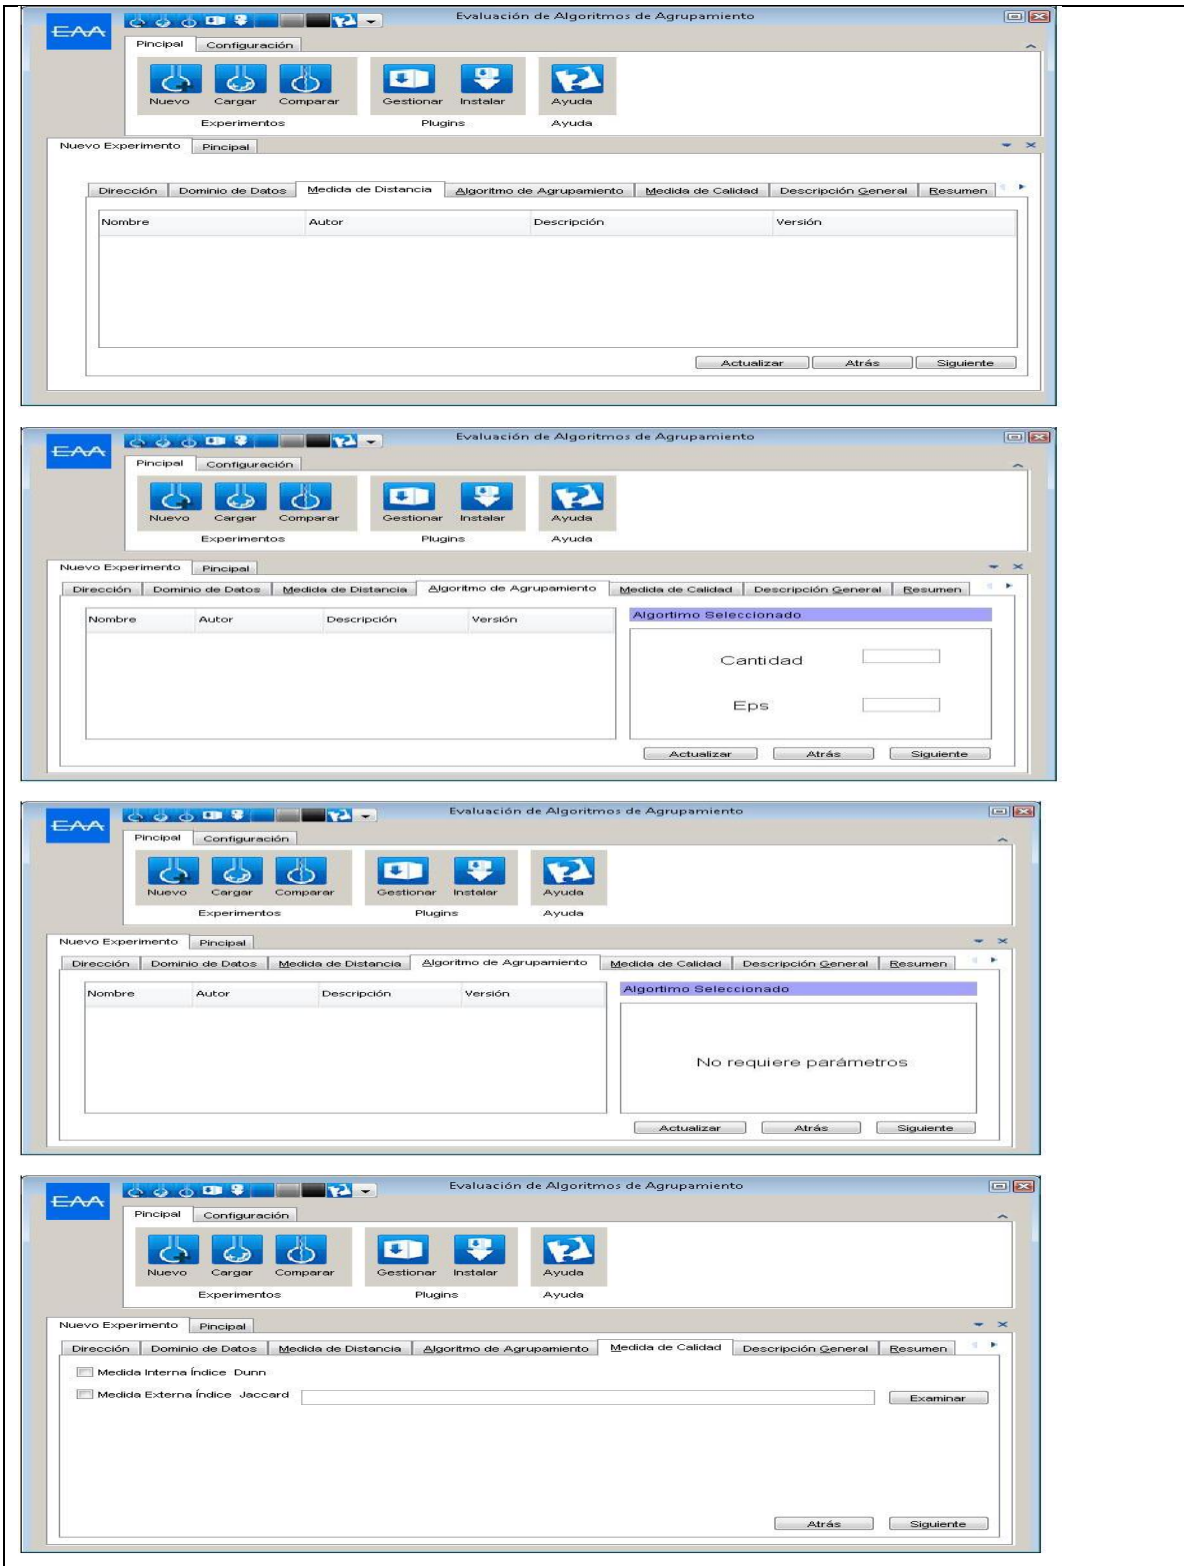 Evaluación de Algoritmos de Agrupamiento
EAA
Pincipal Configuración
Nuevo Cargar Comparar Gestionar Instalar Ayuda
Experimentos Plugins Ayuda
Nuevo Experimento Pincipal
Dirección Dominio de Datos Medida de Distancia Algoritmo de Agrupamiento Medida de Calidad Descripción General Resumen
Nombre Autor Descripción Versión
Actualizar Atrás Siguiente
Evaluación de Algoritmos de Agrupamiento
EAA
Pincipal Configuración
Nuevo Cargar Comparar Gestionar Instalar Ayuda
Experimentos Plugins Ayuda
Nuevo Experimento Pincipal
Dirección Dominio de Datos Medida de Distancia Algoritmo de Agrupamiento Medida de Calidad Descripción General Resumen
Nombre Autor Descripción Versión Algortimo Seleccionado
Cantidad
Eps
Actualizar Atrás Siguiente
Evaluación de Algoritmos de Agrupamiento
EAA
Pincipal Configuración
Nuevo Cargar Comparar Gestionar Instalar Ayuda
Experimentos Plugins Ayuda
Nuevo Experimento Pincipal
Dirección Dominio de Datos Medida de Distancia Algoritmo de Agrupamiento Medida de Calidad Descripción General Resumen
Nombre Autor Descripción Versión Algortimo Seleccionado
No requiere parámetros
Actualizar Atrás Siguiente
Evaluación de Algoritmos de Agrupamiento
EAA
Pincipal Configuración
Nuevo Cargar Comparar Gestionar Instalar Ayuda
Experimentos Plugins Ayuda
Nuevo Experimento Pincipal
Dirección Dominio de Datos Medida de Distancia Algoritmo de Agrupamiento Medida de Calidad Descripción General Resumen
Medida Interna Índice Dunn
Medida Externa Índice Jaccard Examinar
Atrás Siguiente